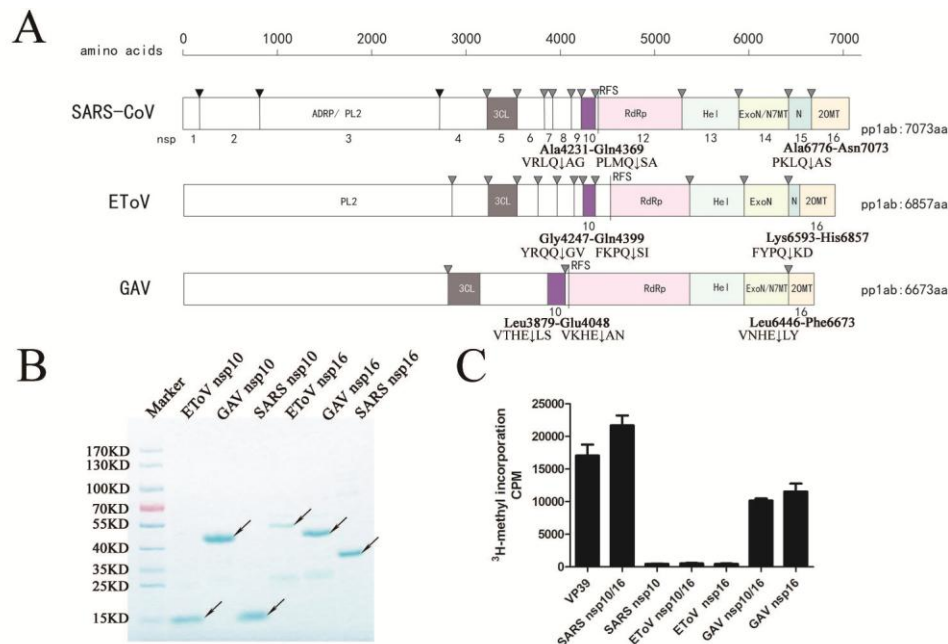 A
amino acids 0 1000 2000 3000 4000 5000 6000 7000
SARS-CoV ADRP/ PL2 3CL RFS RdRp Hel ExoN/N7MT N 2OMT
nsp 1 2 3 4 5 6 7 8 9 10 12 13 14 15 16 pp1ab:7073aa
Ala4231-Gln4369 Ala6776-Asn7073
VRLQ↓AG PLMQ↓SA PKLQ↓AS
RFS
EToV PL2 3CL RdRp Hel ExoN N 2OMT pp1ab:6857aa
10 16
Gly4247-Gln4399 Lys6593-His6857
YRQQ↓GV FKPQ↓SI FYPQ↓KD
RFS
GAV 3CL RdRp Hel ExoN/N7MT 2OMT pp1ab:6673aa
10 16
Leu3879-Glu4048 Leu6446-Phe6673
VTHE↓LS VKHE↓AN VNHE↓LY
B
Marker
EToV nsp10
GAV nsp10
SARS nsp10
EToV nsp16
GAV nsp16
SARS nsp16
170KD
130KD
100KD
70KD
55KD
40KD
35KD
25KD
15KD
C
³H-methyl incorporation
CPM
25000
20000
15000
10000
5000
0
VP39
SARS nsp10/16
SARS nsp10
EToV nsp10/16
EToV nsp16
GAV nsp10/16
GAV nsp16